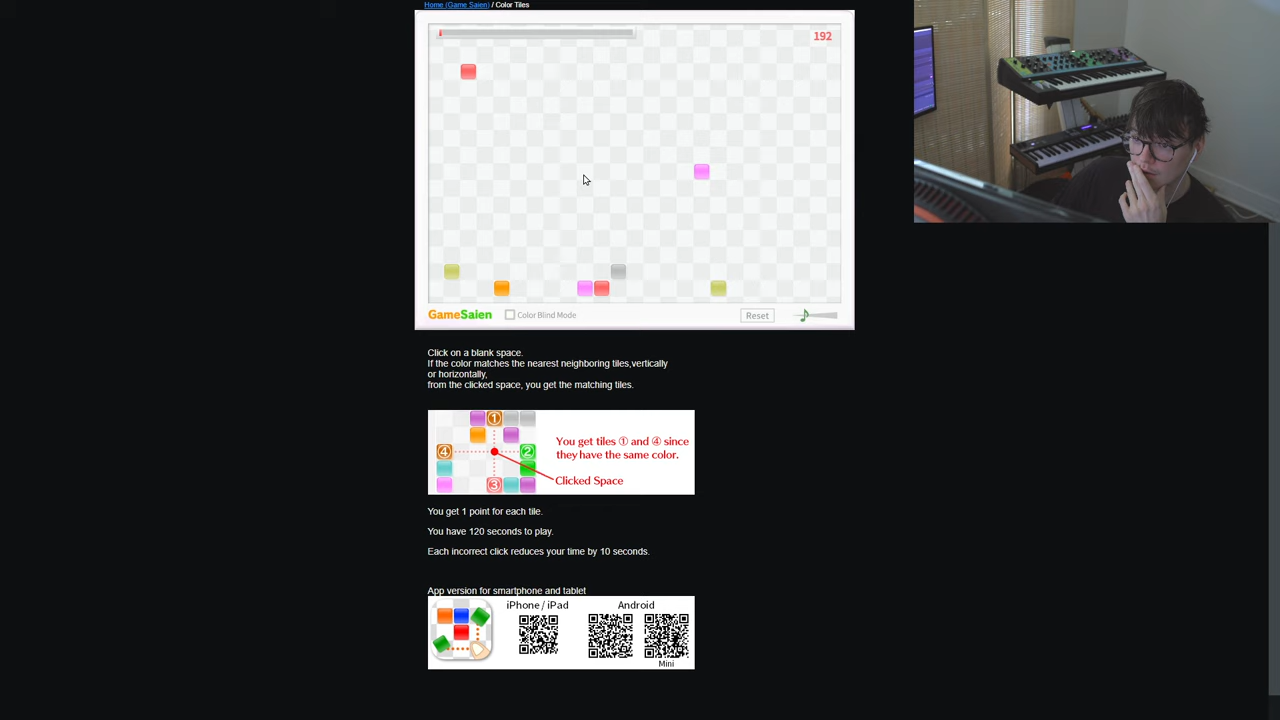 Home (Game Saien) / Color Tiles
192
GameSaien
Color Blind Mode
Reset
Click on a blank space.
If the color matches the nearest neighboring tiles,vertically
or horizontally,
from the clicked space, you get the matching tiles.
①
④
②
③
You get tiles ① and ④ since
they have the same color.
Clicked Space
You get 1 point for each tile.
You have 120 seconds to play.
Each incorrect click reduces your time by 10 seconds.
App version for smartphone and tablet
iPhone / iPad
Android
Mini